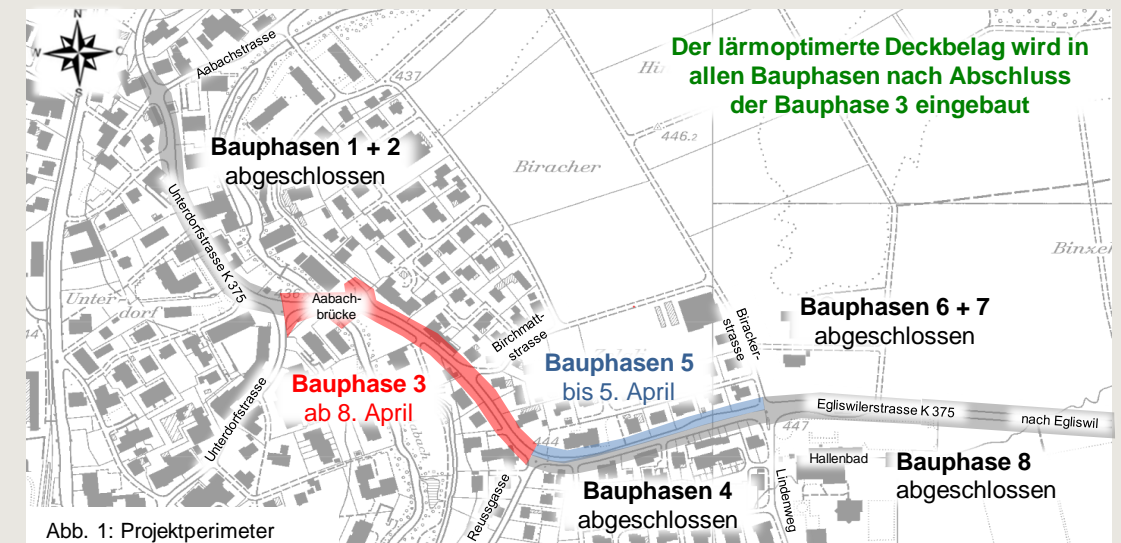 N
W
O
S
Aabachstrasse
437
Der lärmoptimerte Deckbelag wird in
allen Bauphasen nach Abschluss
der Bauphase 3 eingebaut
446.2
Bauphasen 1 + 2
abgeschlossen
Biracher
Unterdorfstrasse K 375
Binxer
Unter-
dorf
436
Aabach-
brücke
Birchmatt-
strasse
Biracker-
strasse
Bauphasen 6 + 7
abgeschlossen
Bauphasen 5
bis 5. April
Bauphase 3
ab 8. April
Unterdorfstrasse
Egliswilerstrasse K 375
nach Egliswil
444
447
Hallenbad
Bauphase 8
abgeschlossen
Bauphasen 4
abgeschlossen
Lindenweg
Reussgasse
Abb. 1: Projektperimeter